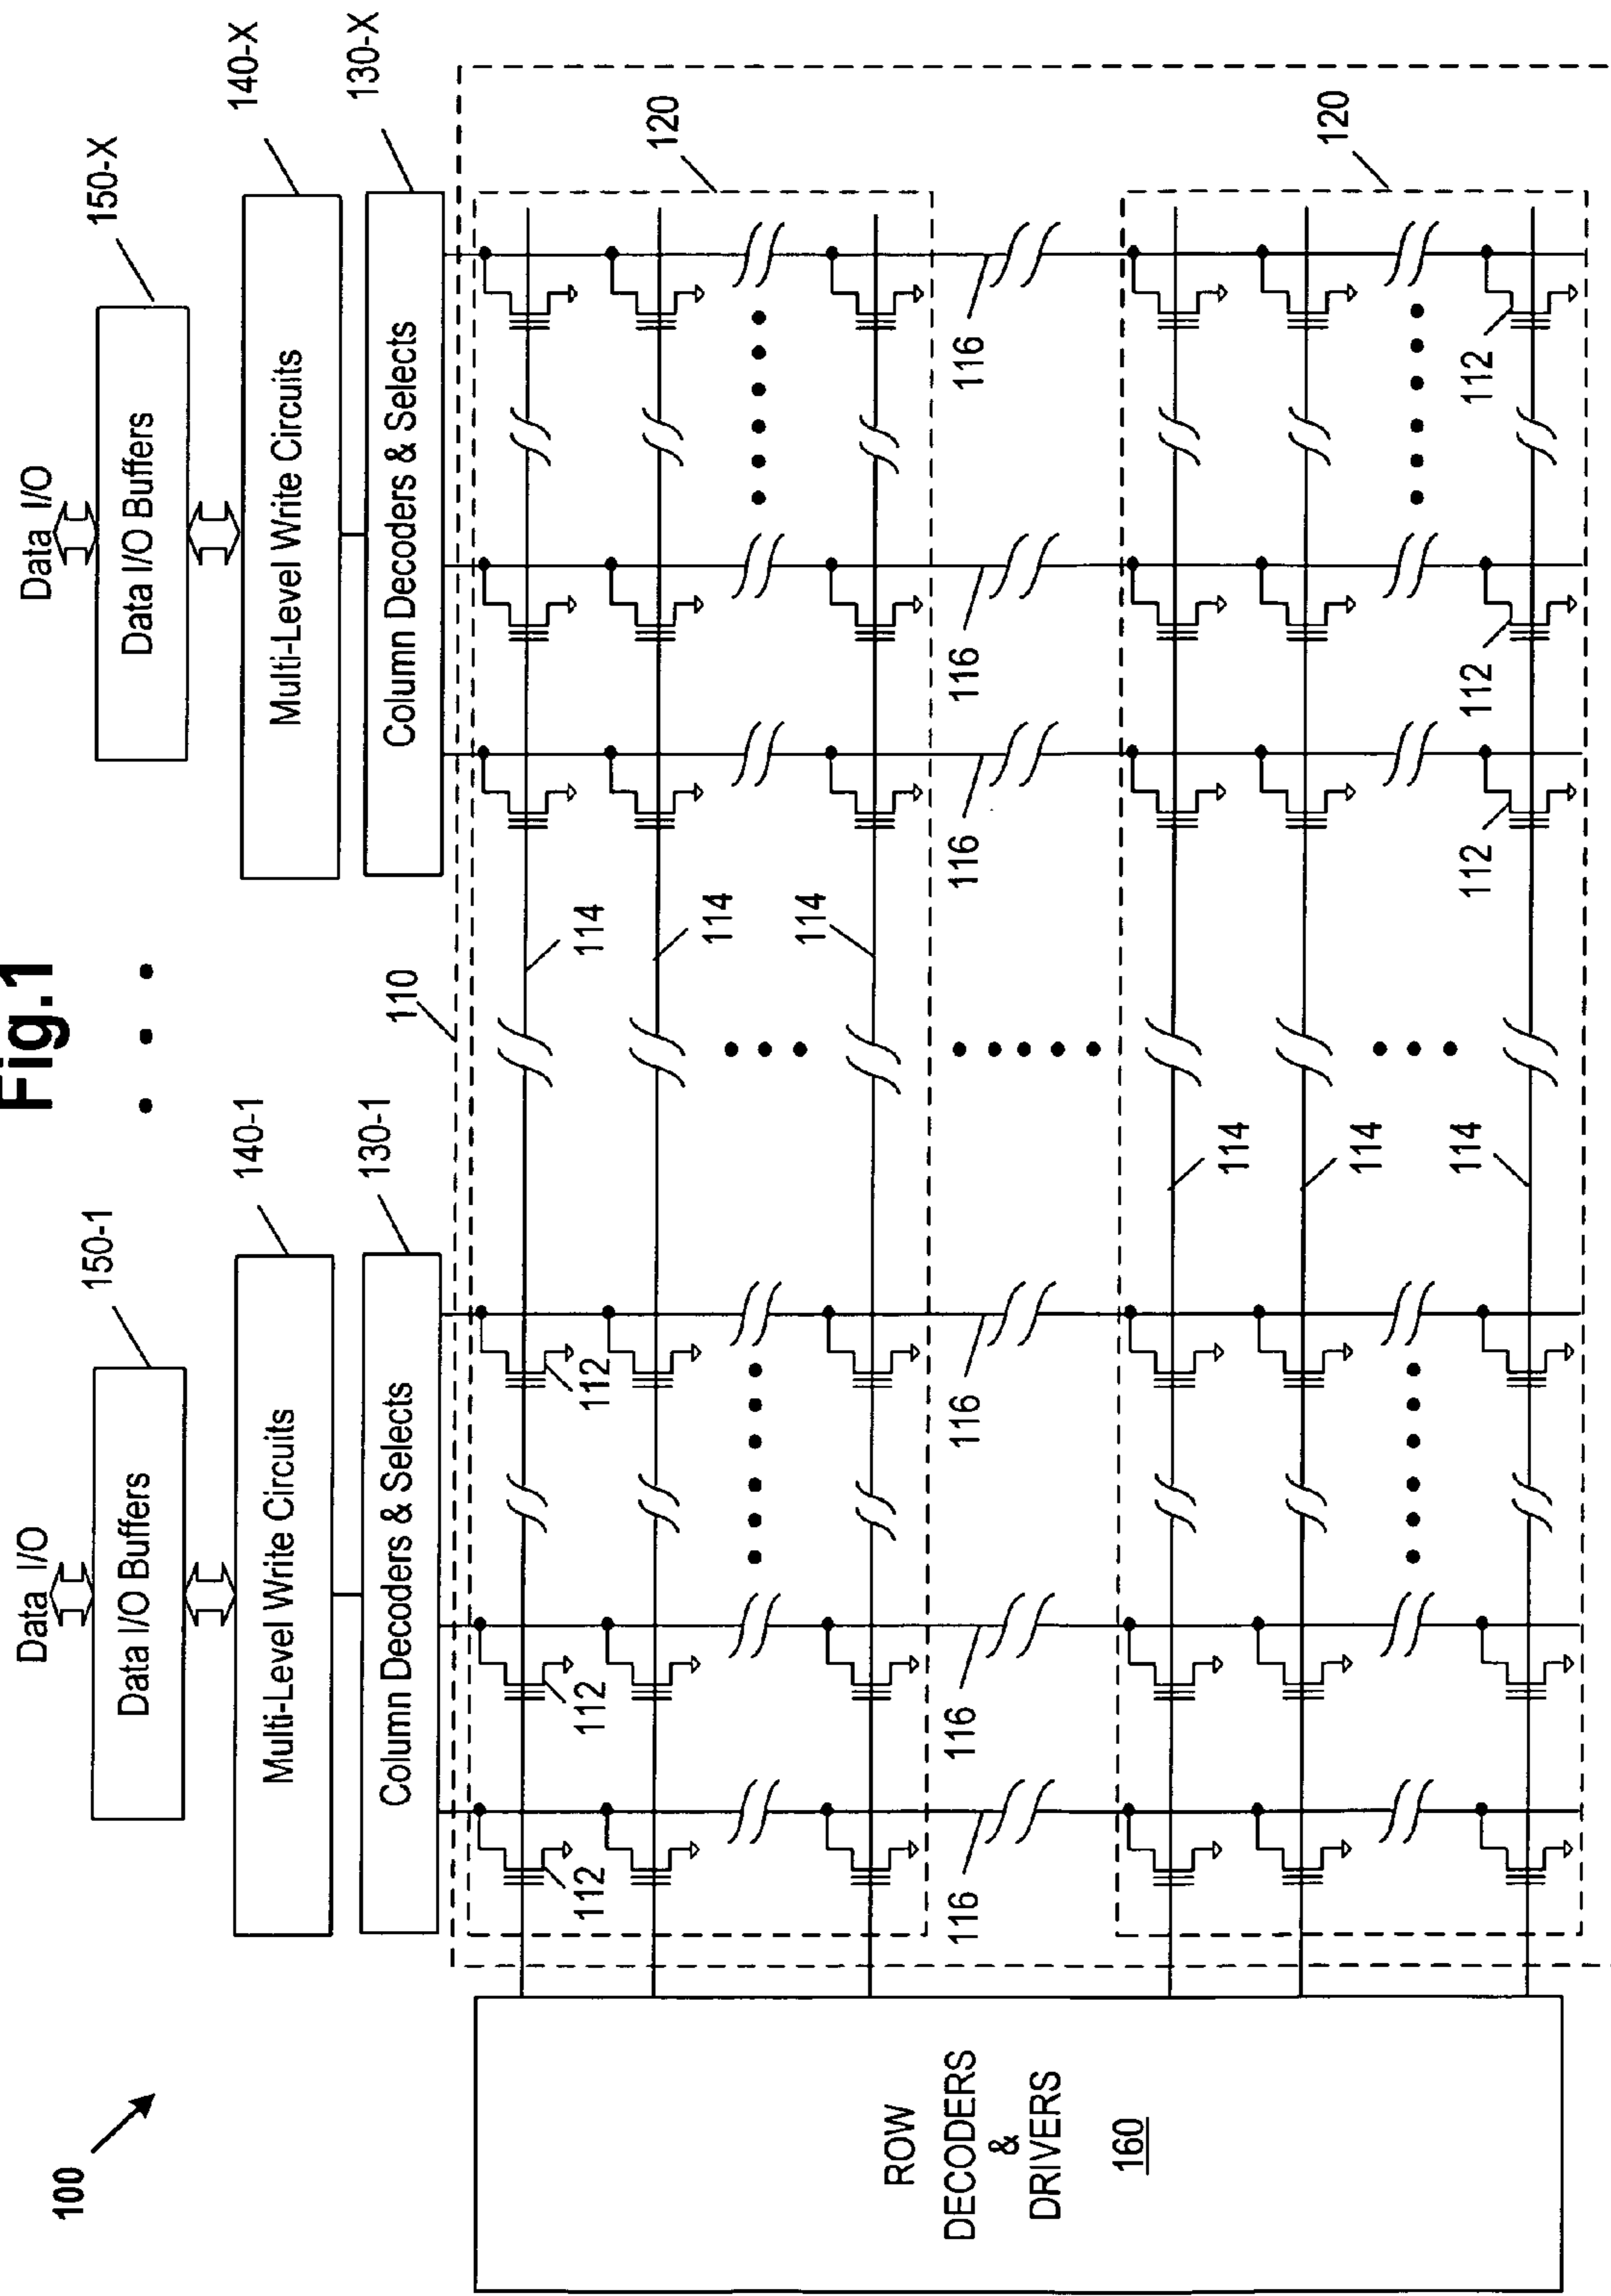 Fig.1
100
Data I/O
Data I/O
150-1
150-X
Data I/O Buffers
Data I/O Buffers
140-1
140-X
Multi-Level Write Circuits
Multi-Level Write Circuits
130-1
130-X
Column Decoders & Selects
Column Decoders & Selects
110
120
112
112
112
114
114
114
116
116
116
116
116
116
120
114
114
114
112
112
112
ROW
DECODERS
&
DRIVERS
160